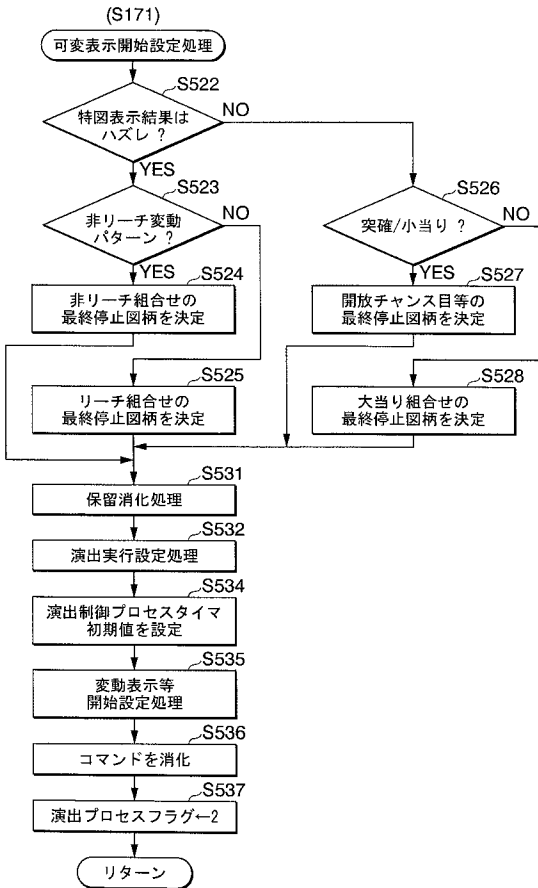 (S171)
可変表示開始設定処理
S522
特図表示結果は
ハズレ ?
NO
YES
S523
非リーチ変動
パターン ?
NO
YES
S524
非リーチ組合せの
最終停止図柄を決定
S525
リーチ組合せの
最終停止図柄を決定
S526
突確/小当り ?
NO
YES
S527
開放チャンス目等の
最終停止図柄を決定
S528
大当り組合せの
最終停止図柄を決定
S531
保留消化処理
S532
演出実行設定処理
S534
演出制御プロセスタイマ
初期値を設定
S535
変動表示等
開始設定処理
S536
コマンドを消化
S537
演出プロセスフラグ←2
リターン